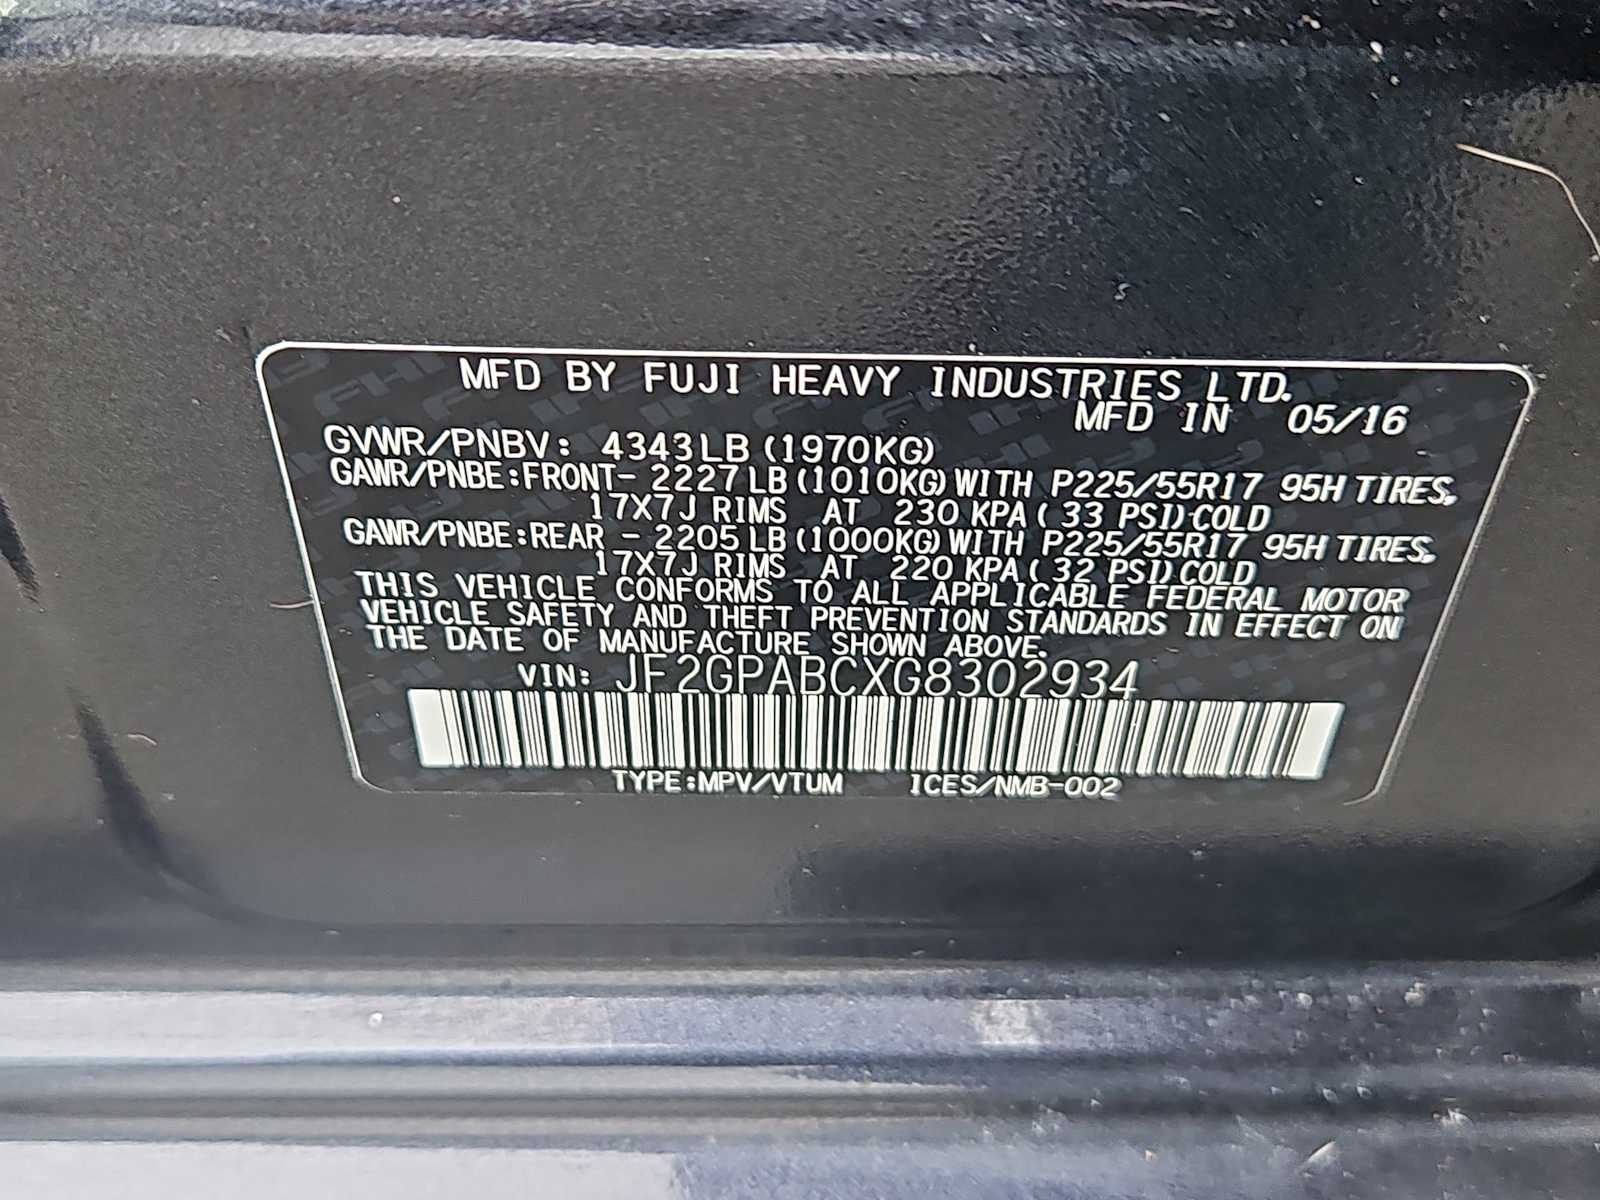 MFD BY FUJI HEAVY INDUSTRIES LTD.
MFD IN 05/16
GVWR/PNBV: 4343LB (1970KG)
GAWR/PNBE:FRONT- 2227LB (1010KG) WITH P225/55R17 95H TIRES,
17X7J RIMS AT 230 KPA ( 33 PSI) COLD
GAWR/PNBE:REAR - 2205LB (1000KG) WITH P225/55R17 95H TIRES,
17X7J RIMS AT 220 KPA ( 32 PSI) COLD
THIS VEHICLE CONFORMS TO ALL APPLICABLE FEDERAL MOTOR
VEHICLE SAFETY AND THEFT PREVENTION STANDARDS IN EFFECT ON
THE DATE OF MANUFACTURE SHOWN ABOVE.
VIN: JF2GPABCXG8302934
TYPE:MPV/VTUM ICES/NMB-002